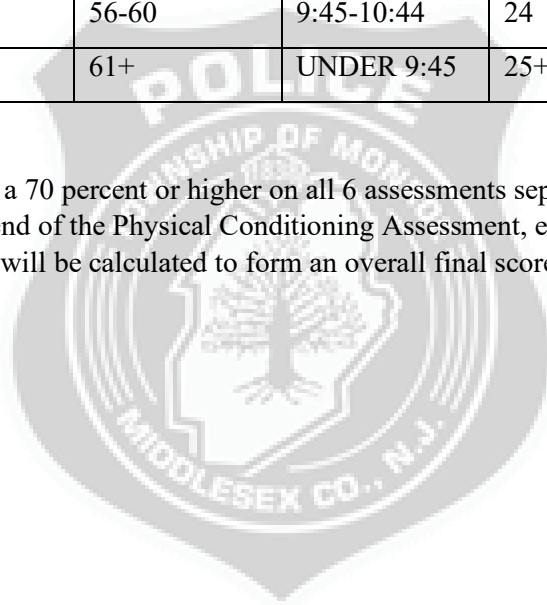 56-60 9:45-10:44 24
61+ UNDER 9:45 25+
POLICE
TOWNSHIP OF MONROE
a 70 percent or higher on all 6 assessments sep
end of the Physical Conditioning Assessment, e
will be calculated to form an overall final score
MIDDLESEX CO., N.J.